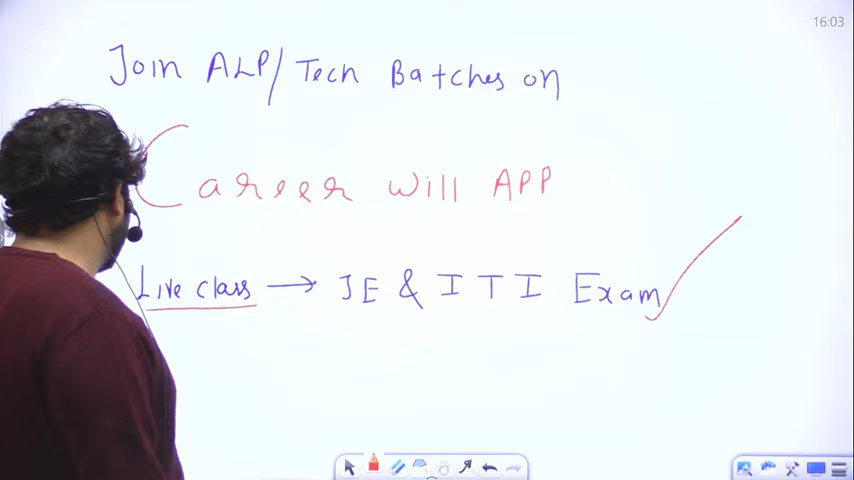 16:03
Join ALP/Tech Batches on
Career Will APP
Live class → JE & ITI Exam